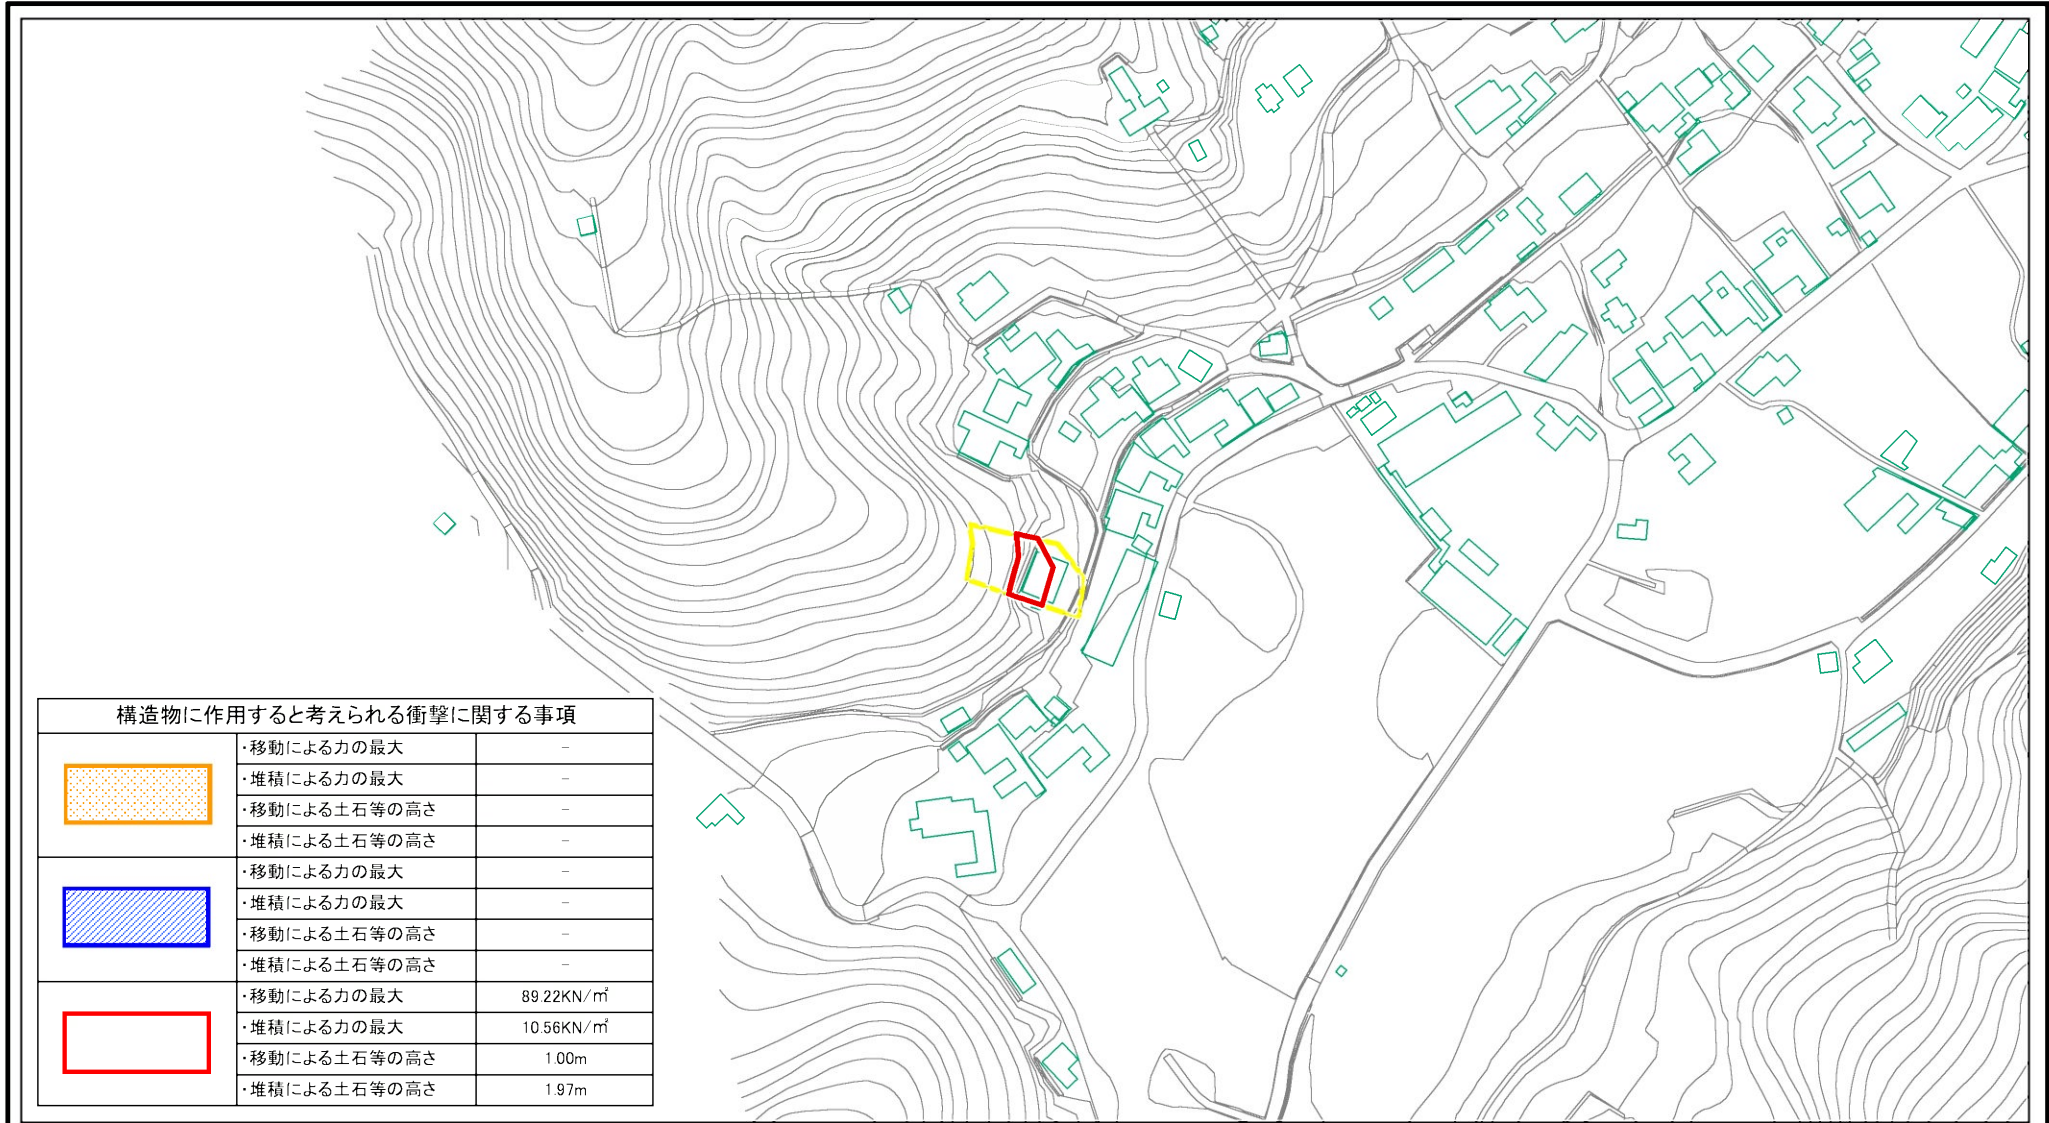 構造物に作用すると考えられる衝撃に関する事項
･移動による力の最大 －
･堆積による力の最大 －
･移動による土石等の高さ －
･堆積による土石等の高さ －
･移動による力の最大 －
･堆積による力の最大 －
･移動による土石等の高さ －
･堆積による土石等の高さ －
･移動による力の最大 89.22KN/㎡
･堆積による力の最大 10.56KN/㎡
･移動による土石等の高さ 1.00m
･堆積による土石等の高さ 1.97m